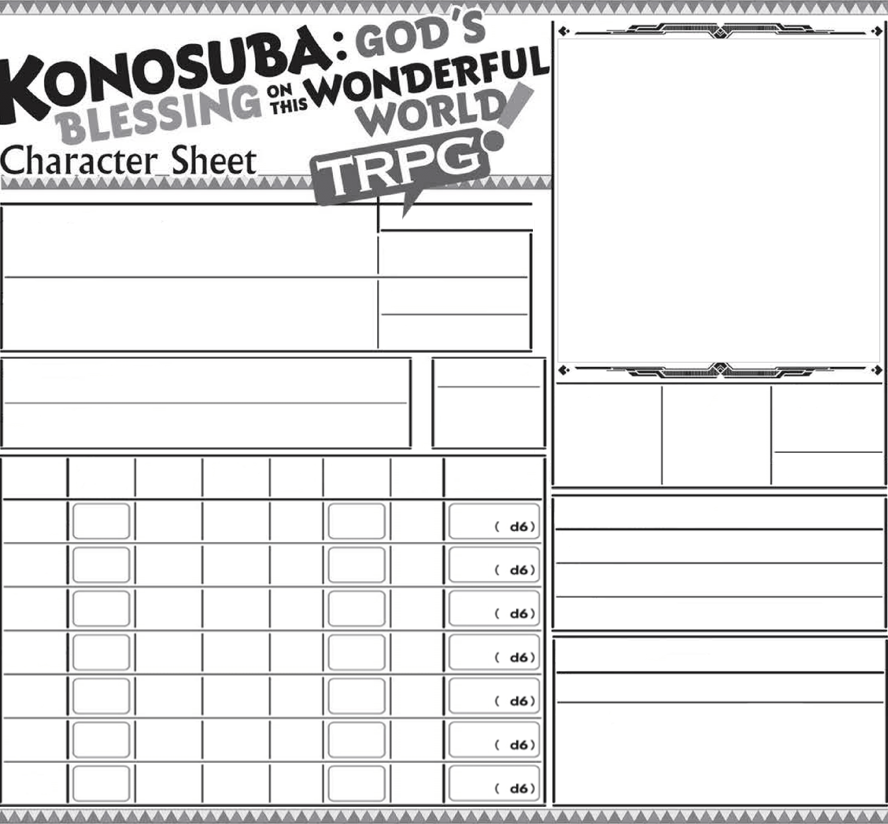 KONOSUBA: GOD'S
BLESSING ON THIS WONDERFUL
WORLD!
TRPG
Character Sheet
( d6)
( d6)
( d6)
( d6)
( d6)
( d6)
( d6)